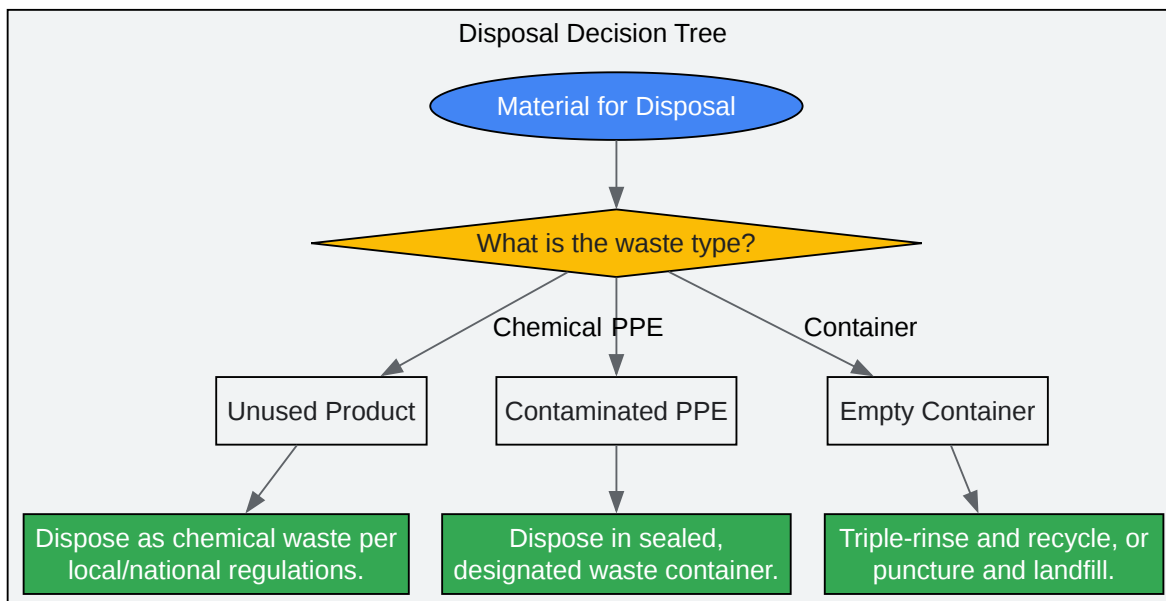 Disposal Decision Tree
Material for Disposal
What is the waste type?
Chemical
PPE
Container
Unused Product
Contaminated PPE
Empty Container
Dispose as chemical waste per
local/national regulations.
Dispose in sealed,
designated waste container.
Triple-rinse and recycle, or
puncture and landfill.